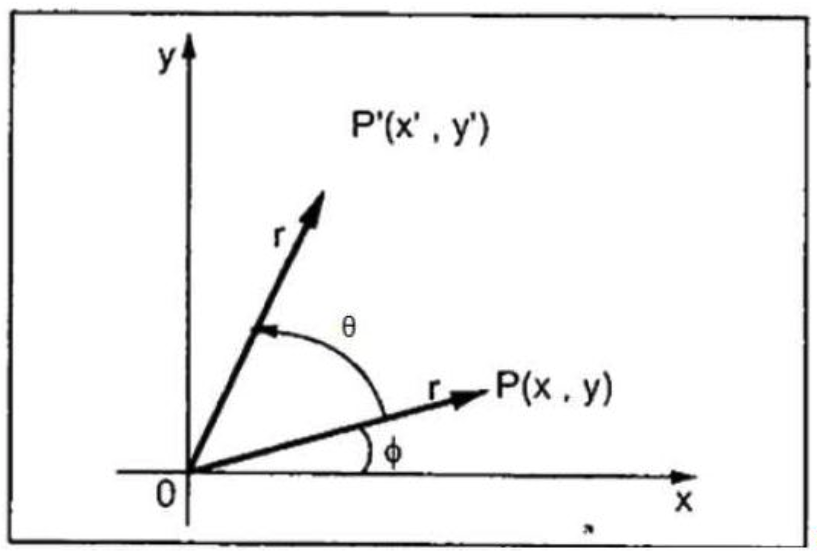 y
P'(x' , y')
r
θ
r
P(x , y)
ϕ
0
x